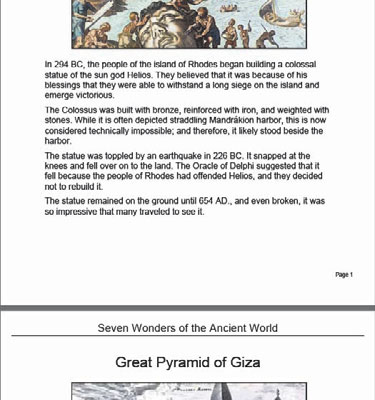 In 294 BC, the people of the island of Rhodes began building a colossal
statue of the sun god Helios. They believed that it was because of his
blessings that they were able to withstand a long siege on the island and
emerge victorious.
The Colossus was built with bronze, reinforced with iron, and weighted with
stones. While it is often depicted straddling Mandrákion harbor, this is now
considered technically impossible; and therefore, it likely stood beside the
harbor.
The statue was toppled by an earthquake in 226 BC. It snapped at the
knees and fell over on to the land. The Oracle of Delphi suggested that it
fell because the people of Rhodes had offended Helios, and they decided
not to rebuild it.
The statue remained on the ground until 654 AD., and even broken, it was
so impressive that many traveled to see it.
Page 1
Seven Wonders of the Ancient World
Great Pyramid of Giza